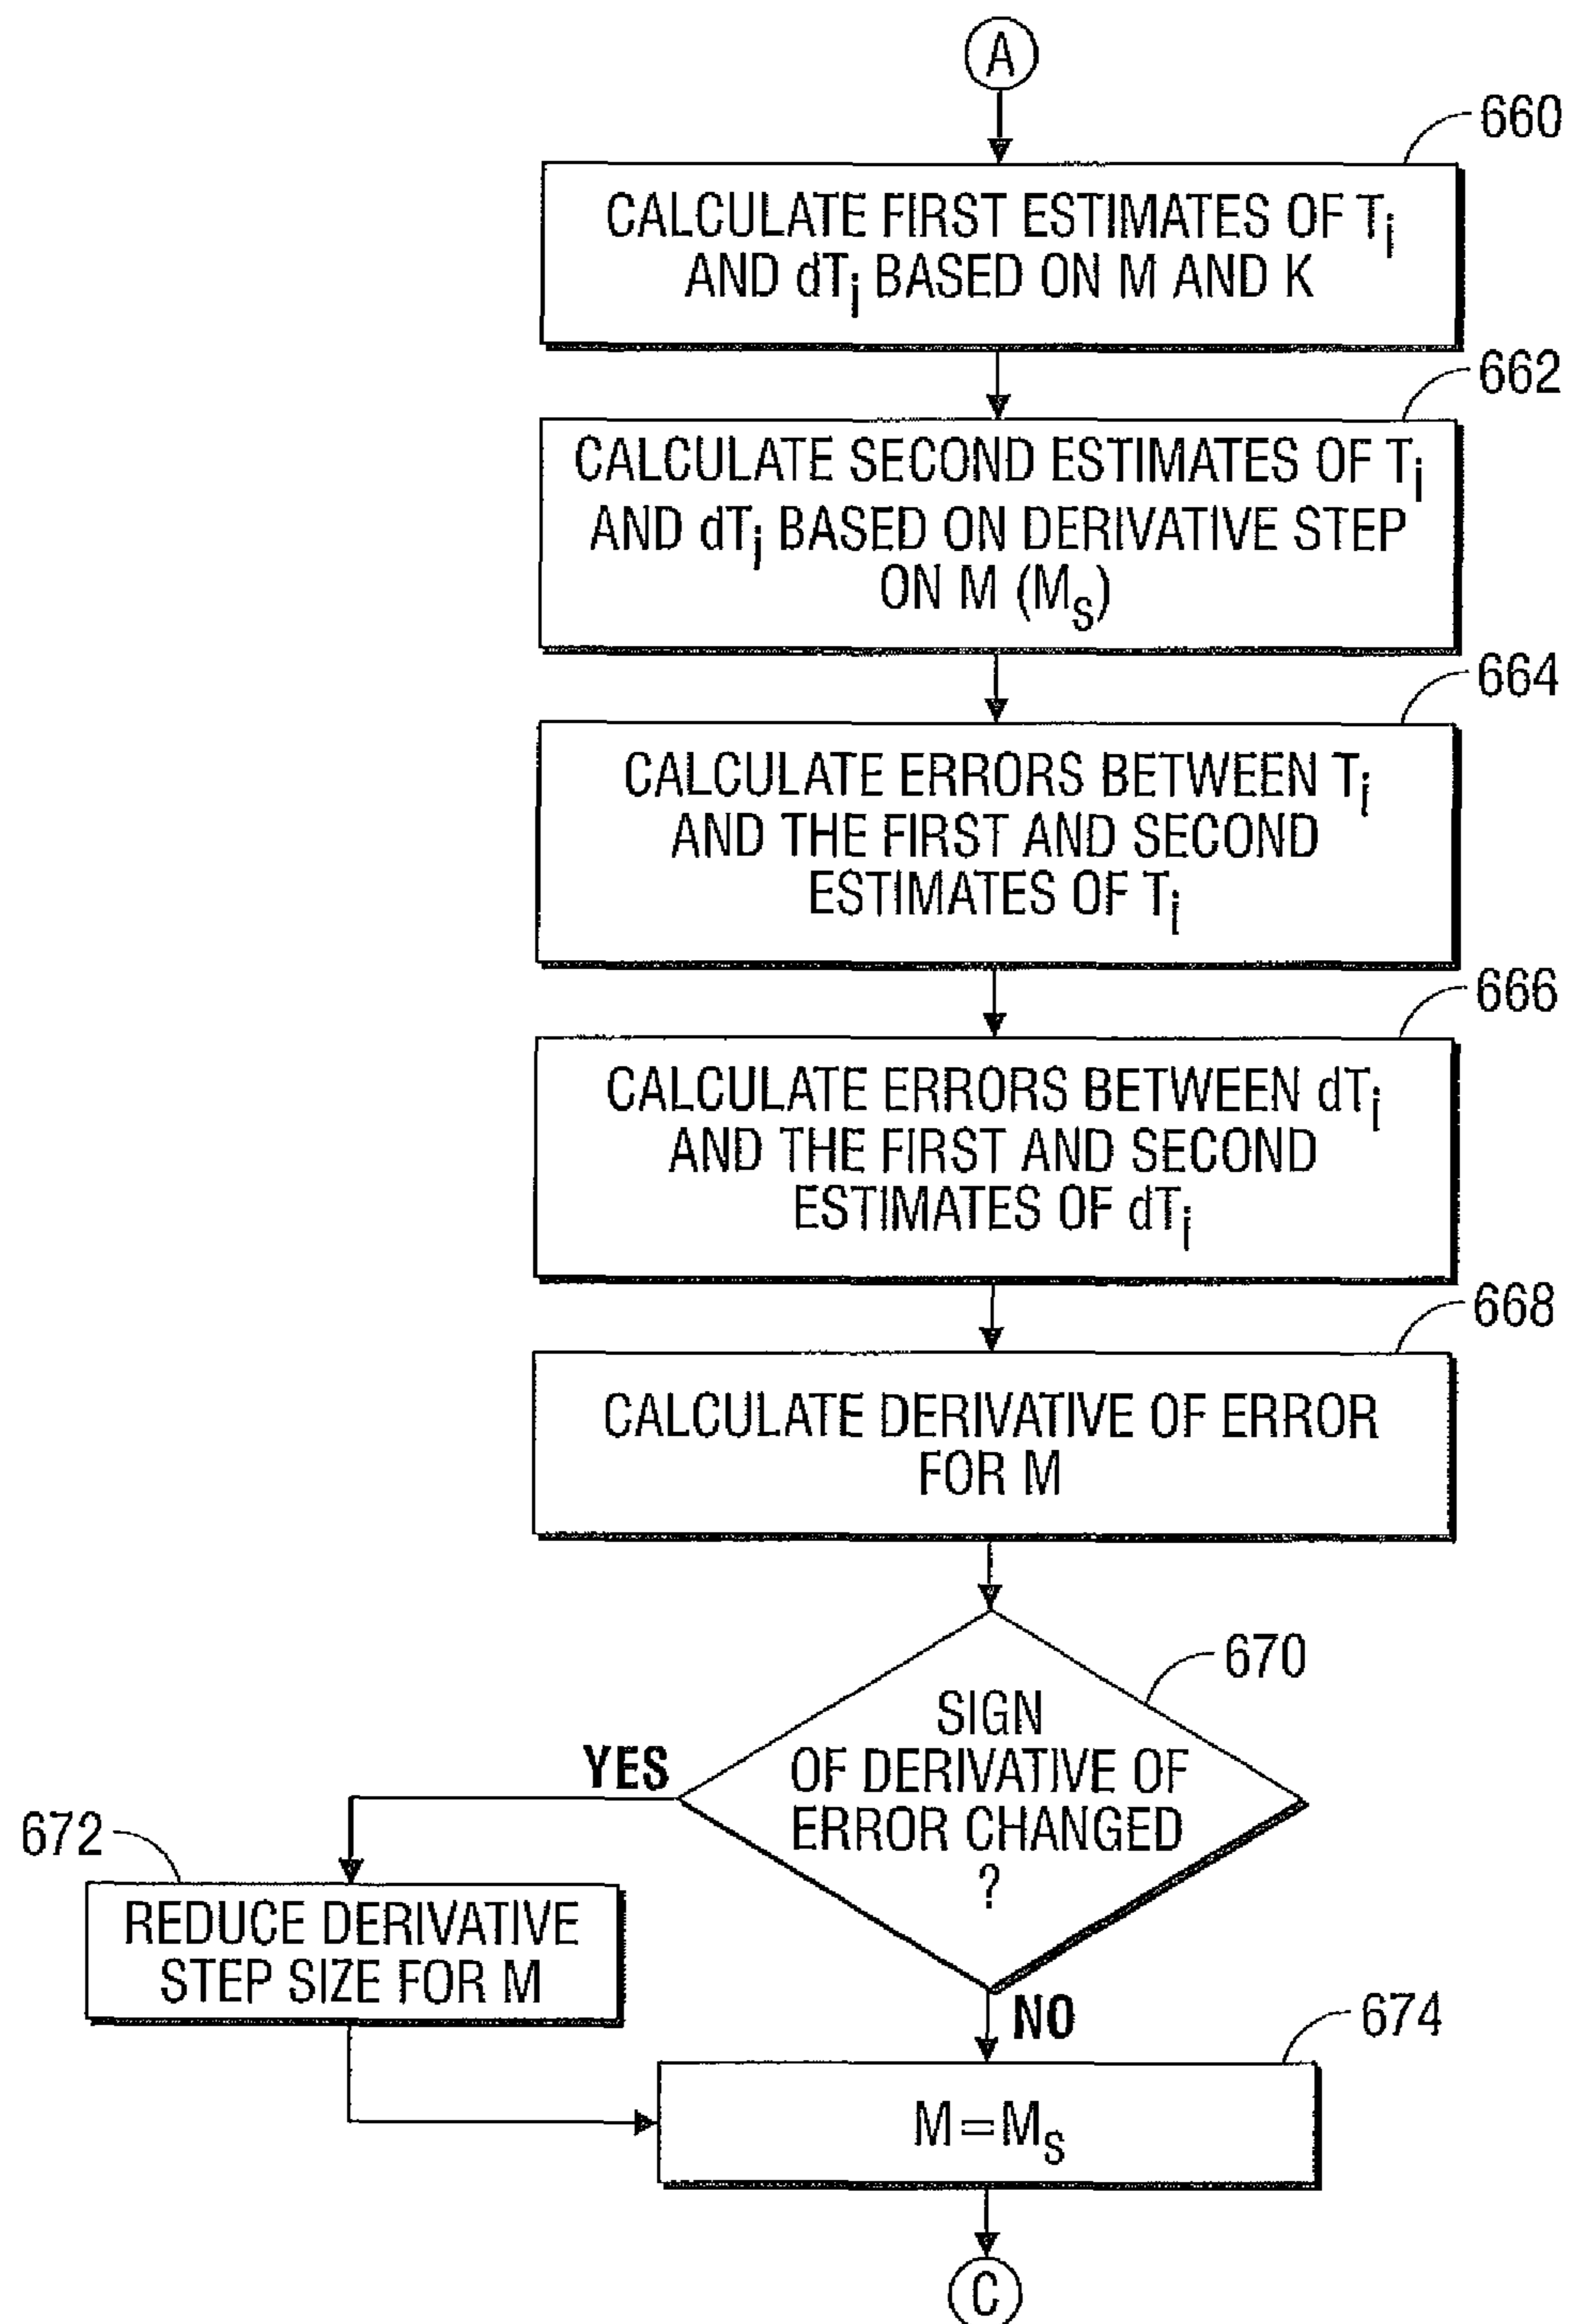 A
660
CALCULATE FIRST ESTIMATES OF Ti
AND dTi BASED ON M AND K
662
CALCULATE SECOND ESTIMATES OF Ti
AND dTi BASED ON DERIVATIVE STEP
ON M (MS)
664
CALCULATE ERRORS BETWEEN Ti
AND THE FIRST AND SECOND
ESTIMATES OF Ti
666
CALCULATE ERRORS BETWEEN dTi
AND THE FIRST AND SECOND
ESTIMATES OF dTi
668
CALCULATE DERIVATIVE OF ERROR
FOR M
670
SIGN
OF DERIVATIVE OF
ERROR CHANGED
?
YES
672
REDUCE DERIVATIVE
STEP SIZE FOR M
NO
674
M=MS
C